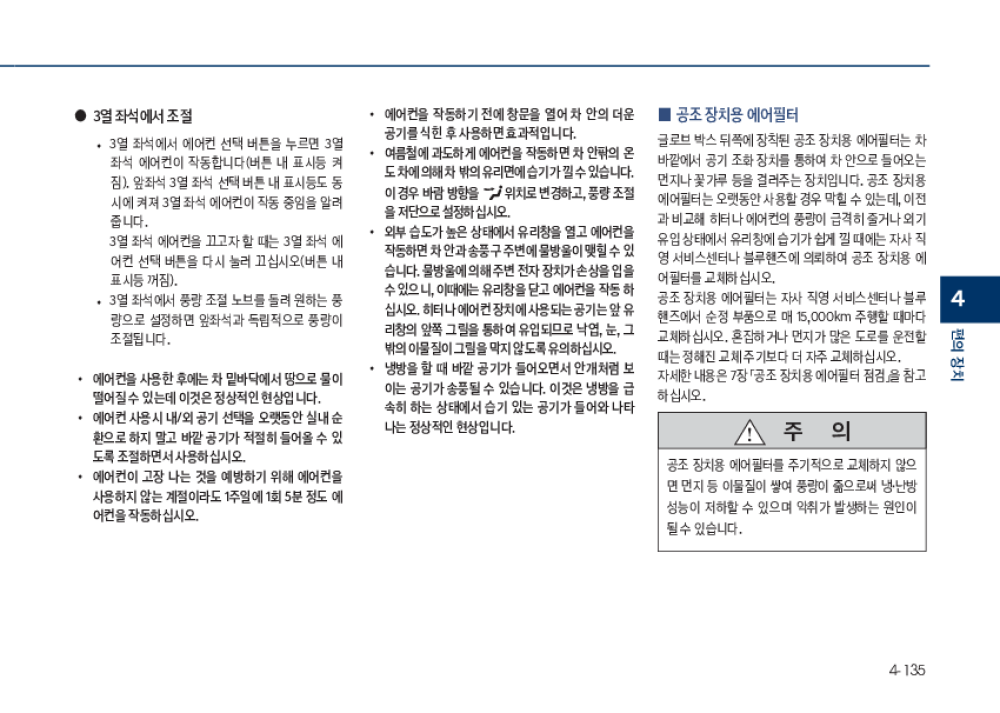 ● 3열 좌석에서 조절
• 3열 좌석에서 에어컨 선택 버튼을 누르면 3열
좌석 에어컨이 작동합니다(버튼 내 표시등 켜
짐). 앞좌석 3열 좌석 선택 버튼 내 표시등도 동
시에 켜져 3열 좌석 에어컨이 작동 중임을 알려
줍니다.
3열 좌석 에어컨을 끄고자 할 때는 3열 좌석 에
어컨 선택 버튼을 다시 눌러 끄십시오(버튼 내
표시등 꺼짐).
• 3열 좌석에서 풍량 조절 노브를 돌려 원하는 풍
량으로 설정하면 앞좌석과 독립적으로 풍량이
조절됩니다.
• 에어컨을 사용한 후에는 차 밑바닥에서 땅으로 물이
떨어질 수 있는데 이것은 정상적인 현상입니다.
• 에어컨 사용 시 내/외 공기 선택을 오랫동안 실내 순
환으로 하지 말고 바깥 공기가 적절히 들어올 수 있
도록 조절하면서 사용하십시오.
• 에어컨이 고장 나는 것을 예방하기 위해 에어컨을
사용하지 않는 계절이라도 1주일에 1회 5분 정도 에
어컨을 작동하십시오.
• 에어컨을 작동하기 전에 창문을 열어 차 안의 더운
공기를 식힌 후 사용하면 효과적입니다.
• 여름철에 과도하게 에어컨을 작동하면 차 안팎의 온
도 차에 의해 차 밖의 유리면에 습기가 낄 수 있습니다.
이 경우 바람 방향을 위치로 변경하고, 풍량 조절
을 저단으로 설정하십시오.
• 외부 습도가 높은 상태에서 유리창을 열고 에어컨을
작동하면 차 안과 송풍구 주변에 물방울이 맺힐 수 있
습니다. 물방울에 의해 주변 전자 장치가 손상을 입을
수 있으니, 이때에는 유리창을 닫고 에어컨을 작동 하
십시오. 히터나 에어컨 장치에 사용되는 공기는 앞 유
리창의 앞쪽 그릴을 통하여 유입되므로 낙엽, 눈, 그
밖의 이물질이 그릴을 막지 않도록 유의하십시오.
• 냉방을 할 때 바깥 공기가 들어오면서 안개처럼 보
이는 공기가 송풍될 수 있습니다. 이것은 냉방을 급
속히 하는 상태에서 습기 있는 공기가 들어와 나타
나는 정상적인 현상입니다.
■ 공조 장치용 에어필터
글로브 박스 뒤쪽에 장착된 공조 장치용 에어필터는 차
바깥에서 공기 조화 장치를 통하여 차 안으로 들어오는
먼지나 꽃가루 등을 걸러주는 장치입니다. 공조 장치용
에어필터는 오랫동안 사용할 경우 막힐 수 있는데, 이전
과 비교해 히터나 에어컨의 풍량이 급격히 줄거나 외기
유입 상태에서 유리창에 습기가 쉽게 낄 때에는 자사 직
영 서비스센터나 블루핸즈에 의뢰하여 공조 장치용 에
어필터를 교체하십시오.
공조 장치용 에어필터는 자사 직영 서비스센터나 블루
핸즈에서 순정 부품으로 매 15,000km 주행할 때마다
교체하십시오. 혼잡하거나 먼지가 많은 도로를 운전할
때는 정해진 교체 주기보다 더 자주 교체하십시오.
자세한 내용은 7장 「공조 장치용 에어필터 점검」을 참고
하십시오.
주 의
공조 장치용 에어필터를 주기적으로 교체하지 않으
면 먼지 등 이물질이 쌓여 풍량이 줆으로써 냉·난방
성능이 저하할 수 있으며 악취가 발생하는 원인이
될 수 있습니다.
4
편의 장치
4-135